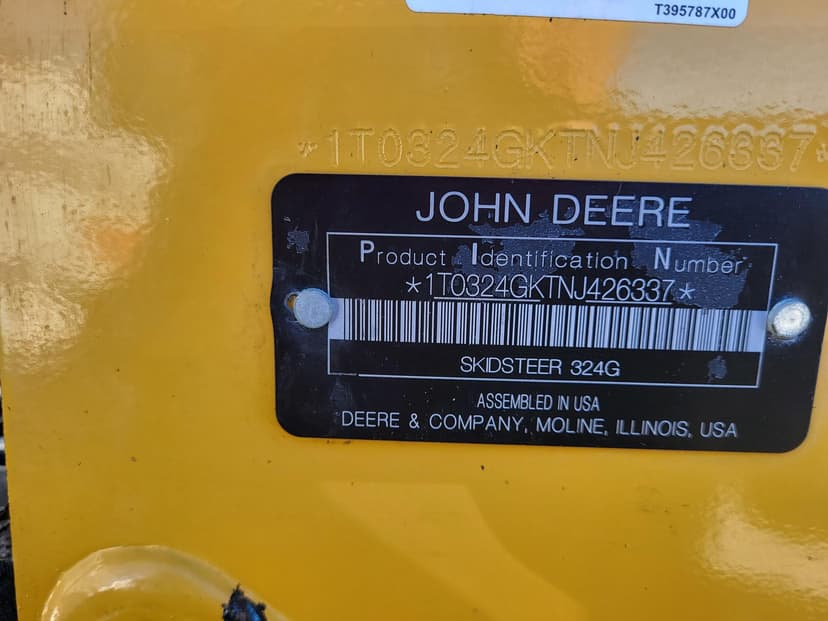 T395787X00
*1T0324GKTNJ426337*
JOHN DEERE
Product Identification Number
*1T0324GKTNJ426337*
SKIDSTEER 324G
ASSEMBLED IN USA
DEERE & COMPANY, MOLINE, ILLINOIS, USA